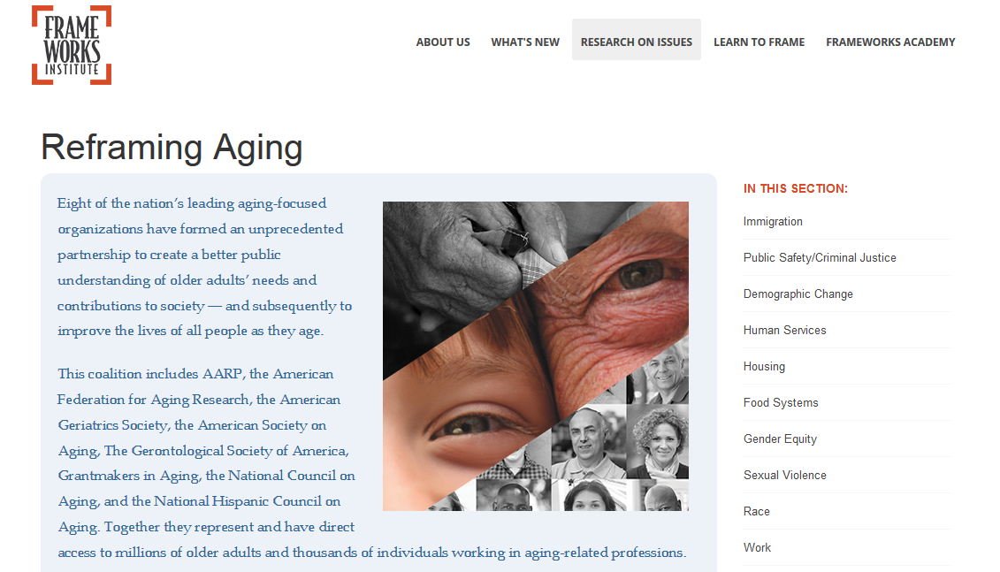 FRAME
WORKS
INSTITUTE
ABOUT US WHAT'S NEW RESEARCH ON ISSUES LEARN TO FRAME FRAMEWORKS ACADEMY
Reframing Aging
Eight of the nation’s leading aging-focused
organizations have formed an unprecedented
partnership to create a better public
understanding of older adults’ needs and
contributions to society — and subsequently to
improve the lives of all people as they age.
This coalition includes AARP, the American
Federation for Aging Research, the American
Geriatrics Society, the American Society on
Aging, The Gerontological Society of America,
Grantmakers in Aging, the National Council on
Aging, and the National Hispanic Council on
Aging. Together they represent and have direct
access to millions of older adults and thousands of individuals working in aging-related professions.
IN THIS SECTION:
Immigration
Public Safety/Criminal Justice
Demographic Change
Human Services
Housing
Food Systems
Gender Equity
Sexual Violence
Race
Work